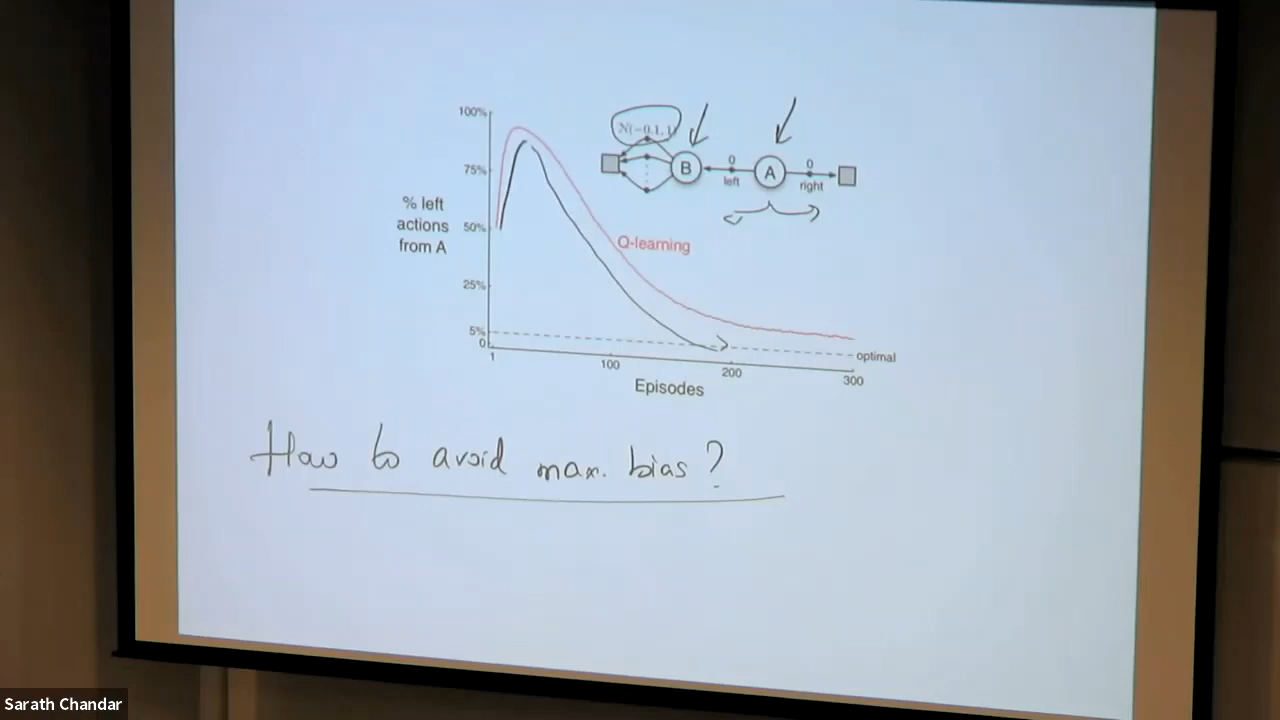 100%
N(-0.1, 1)
B
0
left
A
0
right
75%
% left
actions
from A
50%
Q-learning
25%
5%
0
optimal
1
100
200
300
Episodes
How to avoid max. bias?
Sarath Chandar